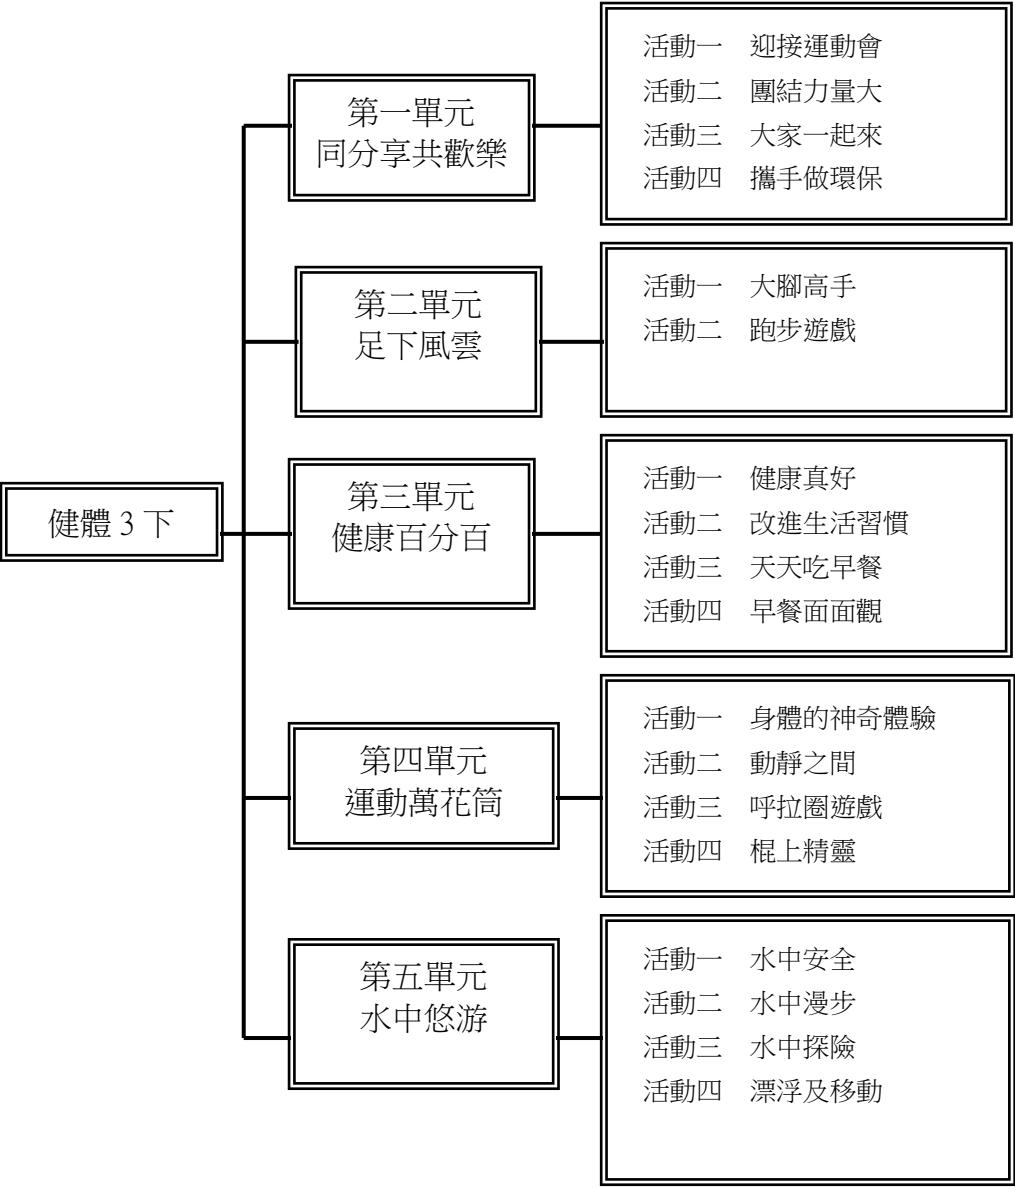 健體 3 下
第一單元
同分享共歡樂
活動一　迎接運動會
活動二　團結力量大
活動三　大家一起來
活動四　攜手做環保
第二單元
足下風雲
活動一　大腳高手
活動二　跑步遊戲
第三單元
健康百分百
活動一　健康真好
活動二　改進生活習慣
活動三　天天吃早餐
活動四　早餐面面觀
第四單元
運動萬花筒
活動一　身體的神奇體驗
活動二　動靜之間
活動三　呼拉圈遊戲
活動四　棍上精靈
第五單元
水中悠游
活動一　水中安全
活動二　水中漫步
活動三　水中探險
活動四　漂浮及移動